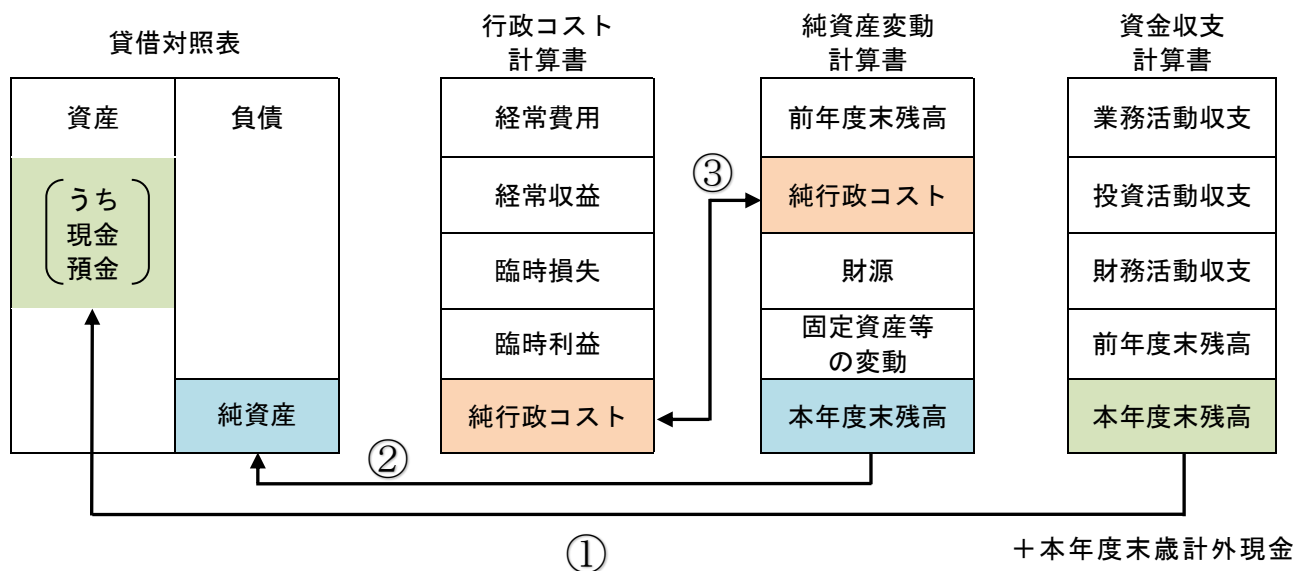 貸借対照表
資産
負債
うち
現金
預金
純資産
行政コスト
計算書
経常費用
経常収益
臨時損失
臨時利益
純行政コスト
純資産変動
計算書
前年度末残高
純行政コスト
財源
固定資産等
の変動
本年度末残高
資金収支
計算書
業務活動収支
投資活動収支
財務活動収支
前年度末残高
本年度末残高
③
②
①
＋本年度末歳計外現金